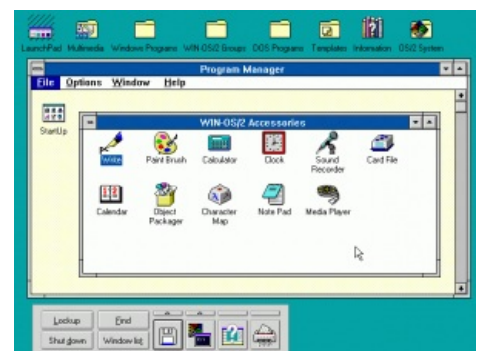 LaunchPad Multimedia Windows Programs WIN-OS/2 Groups DOS Programs Templates Information OS/2 System
Program Manager
File Options Window Help
StartUp
WIN-OS/2 Accessories
Write Paint Brush Calculator Clock Sound Recorder Card File
Calendar Object Packager Character Map Note Pad Media Player
Lockup Find
Shut down Window list